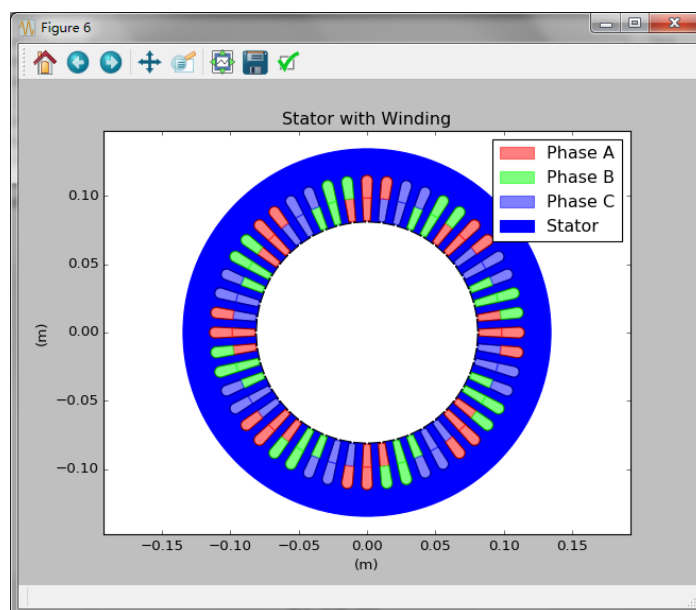 Figure 6
Stator with Winding
Phase A
Phase B
Phase C
Stator
0.10
0.05
0.00
−0.05
−0.10
(m)
−0.15 −0.10 −0.05 0.00 0.05 0.10 0.15
(m)